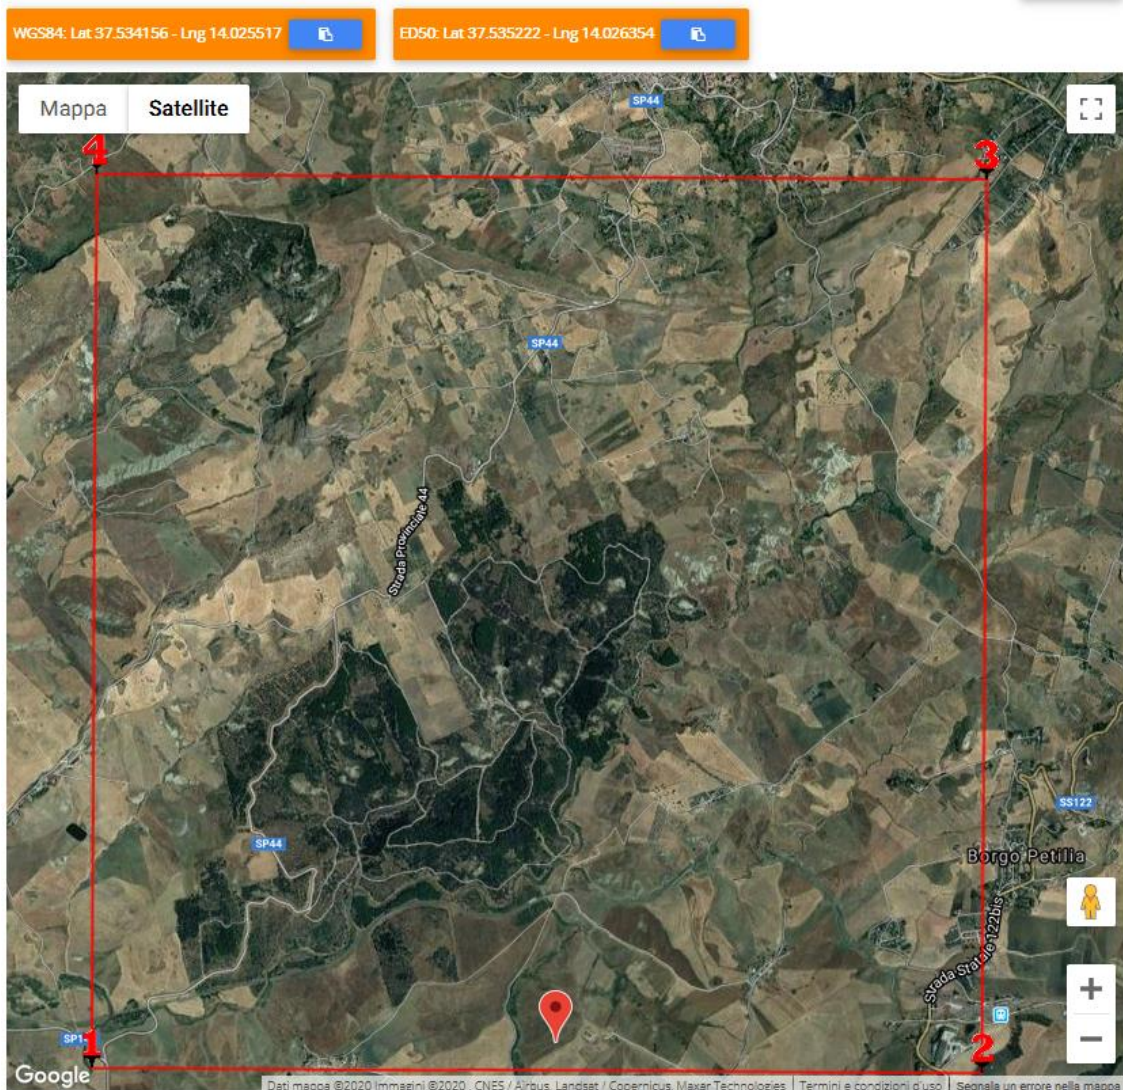 WGS84: Lat 37.534156 - Lng 14.025517
ED50: Lat 37.535222 - Lng 14.026354
Mappa
Satellite
SP44
4
3
SP44
Strada Provinciale 44
SS122
SP44
Borgo Petilia
Strada Statale 122bis
1
2
Google
Dati mappa ©2020 Immagini ©2020 , CNES / Airbus, Landsat / Copernicus, Maxar Technologies
Termini e condizioni d'uso
Segnala un errore nella mappa